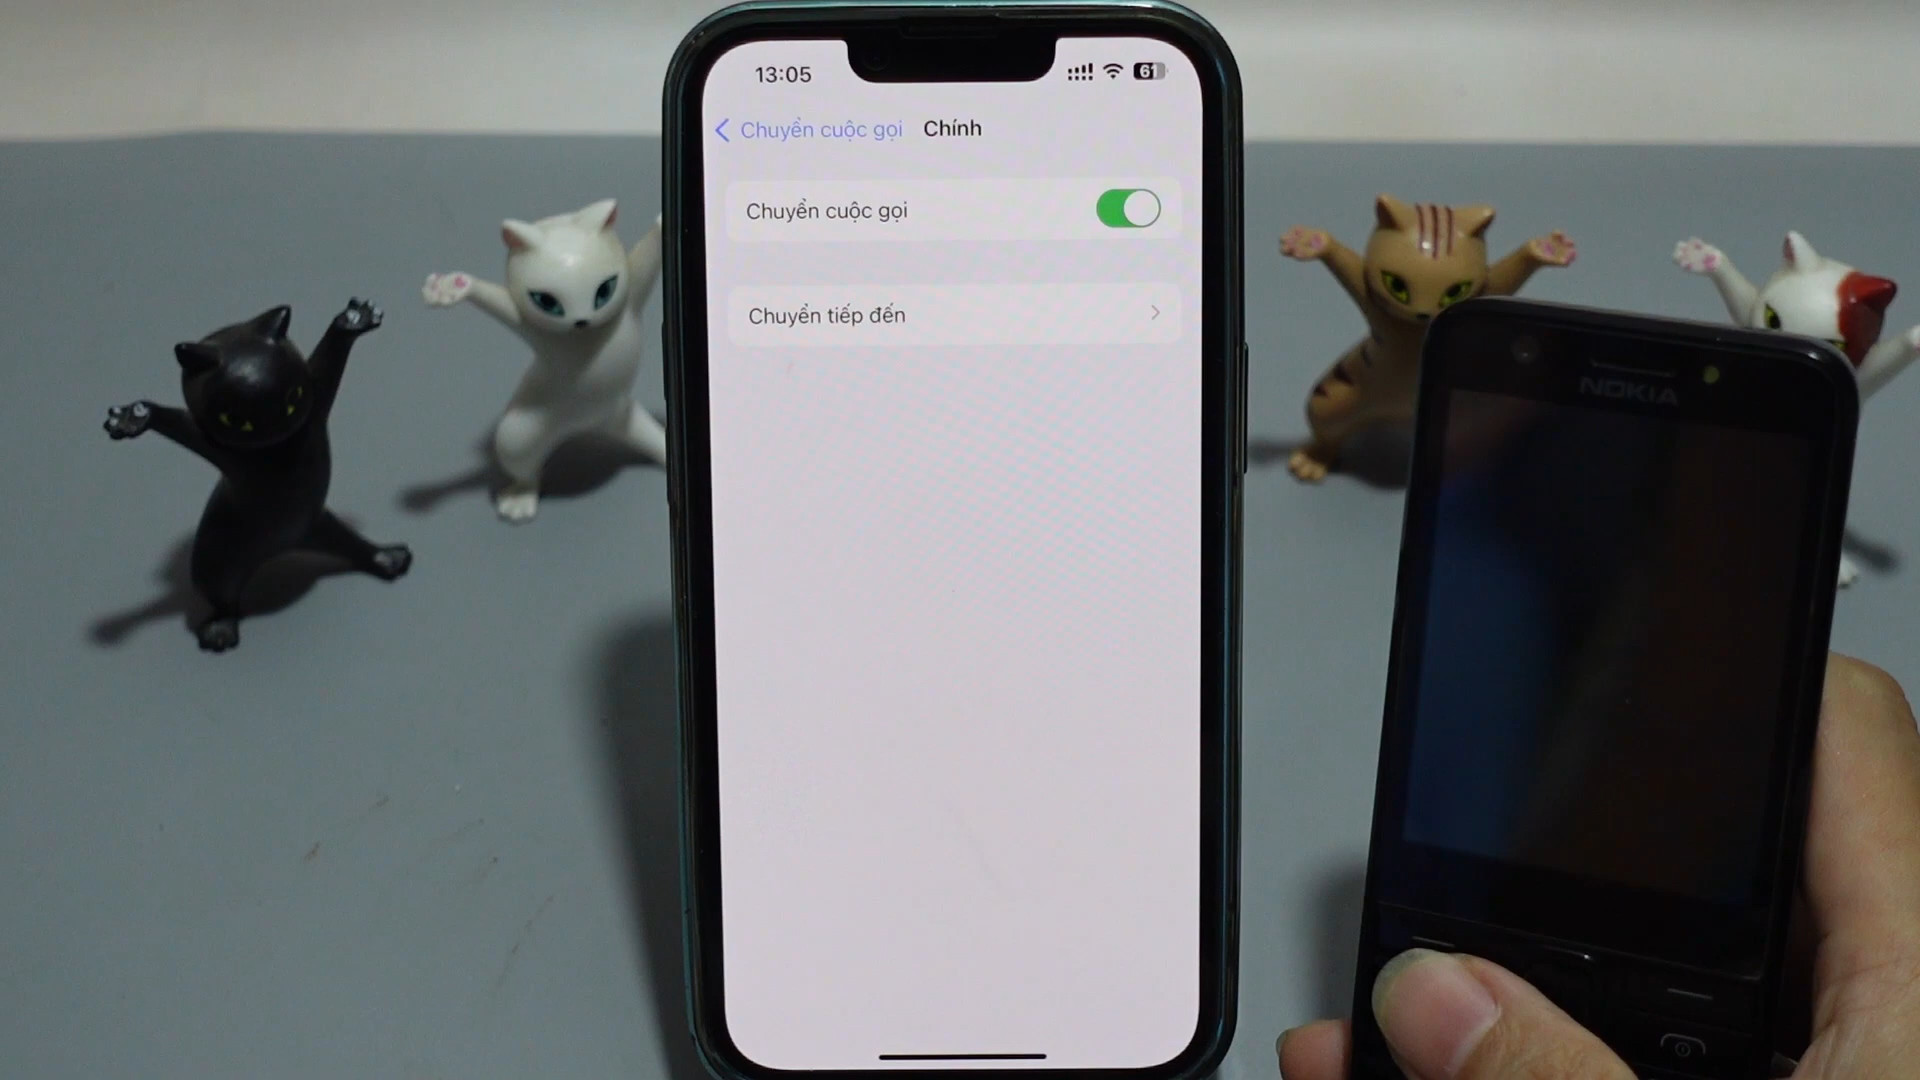 13:05
61
Chuyển cuộc gọi Chính
Chuyển cuộc gọi
Chuyển tiếp đến
NOKIA